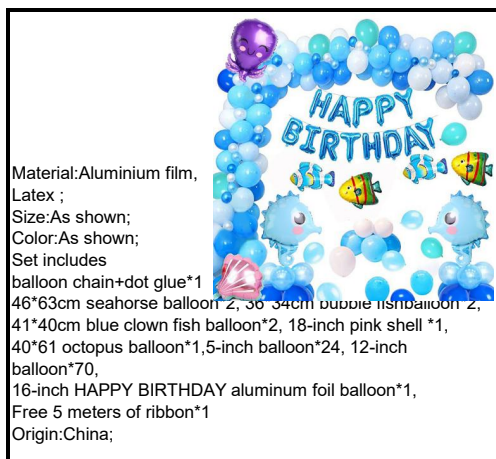 HAPPY
BIRTHDAY
Material:Aluminium film,
Latex ;
Size:As shown;
Color:As shown;
Set includes
balloon chain+dot glue*1
46*63cm seahorse balloon*2, 36*34cm bubble fishballoon*2,
41*40cm blue clown fish balloon*2, 18-inch pink shell *1,
40*61 octopus balloon*1,5-inch balloon*24, 12-inch
balloon*70,
16-inch HAPPY BIRTHDAY aluminum foil balloon*1,
Free 5 meters of ribbon*1
Origin:China;